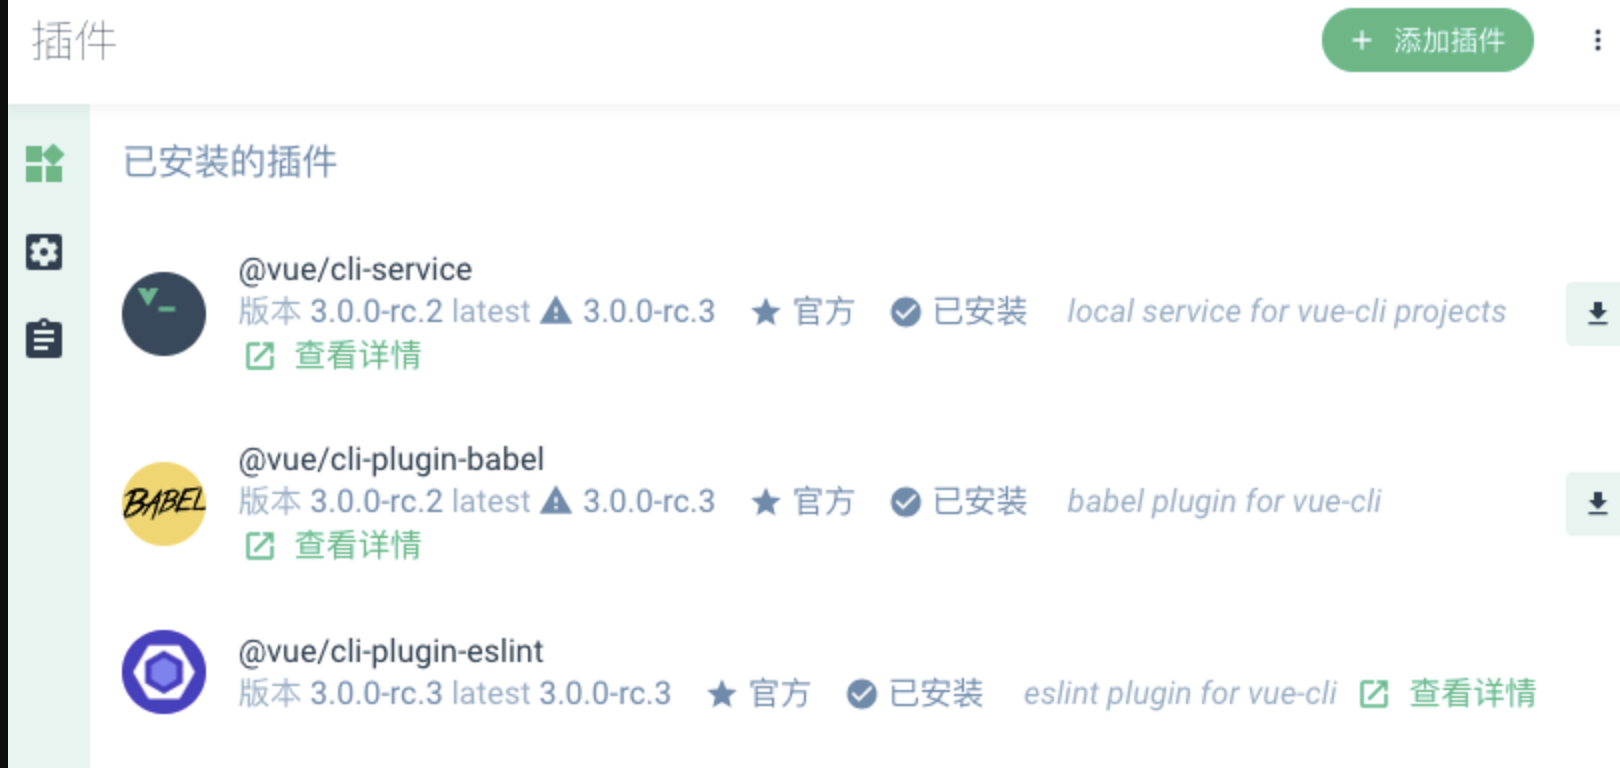 插件
+ 添加插件
已安装的插件
@vue/cli-service
版本 3.0.0-rc.2 latest 3.0.0-rc.3 官方 已安装 local service for vue-cli projects
查看详情
BABEL
@vue/cli-plugin-babel
版本 3.0.0-rc.2 latest 3.0.0-rc.3 官方 已安装 babel plugin for vue-cli
查看详情
@vue/cli-plugin-eslint
版本 3.0.0-rc.3 latest 3.0.0-rc.3 官方 已安装 eslint plugin for vue-cli 查看详情